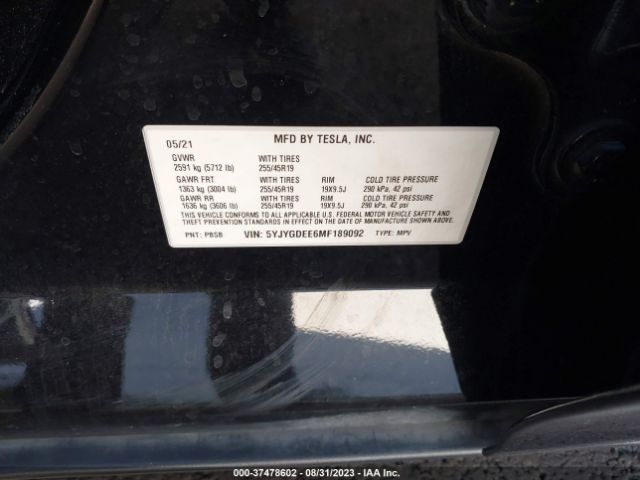 05/21 MFD BY TESLA, INC.
GVWR WITH TIRES
2591 kg (5712 lb) 255/45R19
GAWR FRT WITH TIRES RIM COLD TIRE PRESSURE
1363 kg (3004 lb) 255/45R19 19X9.5J 290 kPa, 42 psi
GAWR RR WITH TIRES RIM COLD TIRE PRESSURE
1636 kg (3606 lb) 255/45R19 19X9.5J 290 kPa, 42 psi
THIS VEHICLE CONFORMS TO ALL APPLICABLE U.S. FEDERAL MOTOR VEHICLE SAFETY AND
THEFT PREVENTION STANDARDS IN EFFECT ON THE DATE OF MANUFACTURE SHOWN ABOVE.
PNT: PBSB VIN: 5YJYGDEE6MF189092 TYPE: MPV
000-37478602 - 08/31/2023 - IAA Inc.